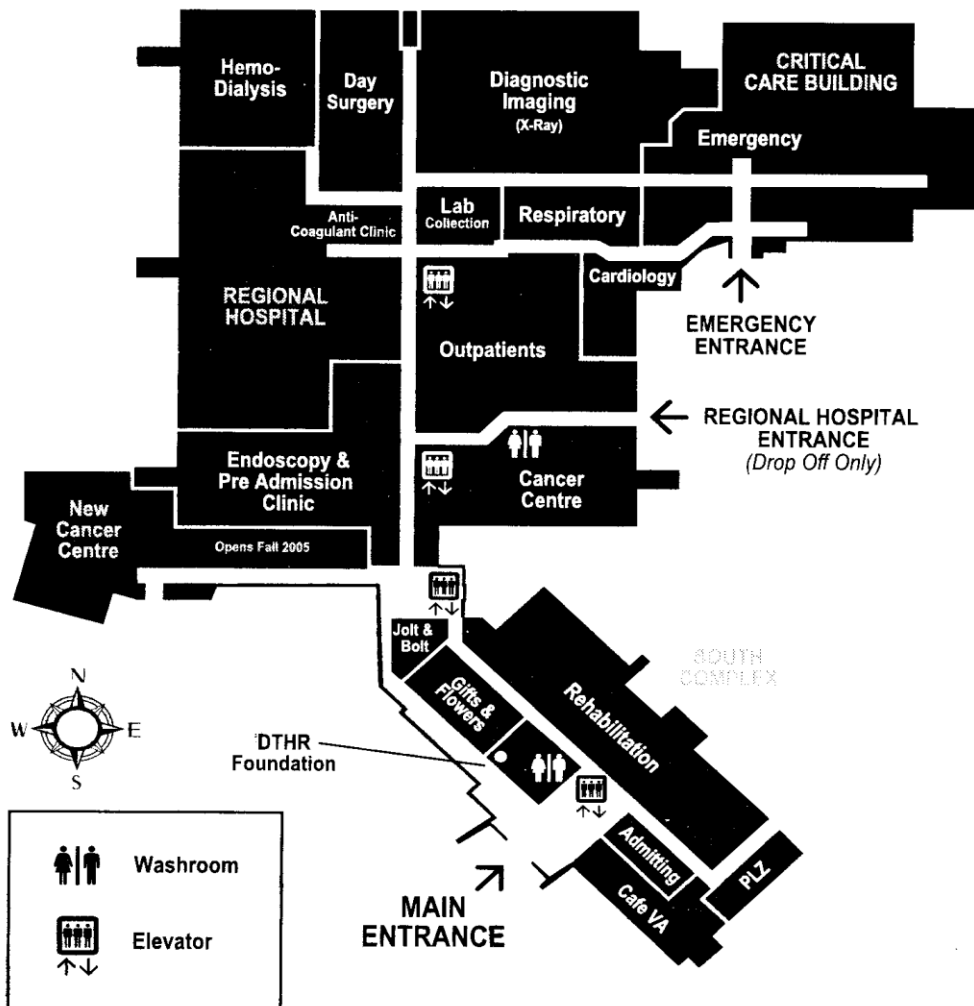 Hemo-
Dialysis
Day
Surgery
Diagnostic
Imaging
(X-Ray)
CRITICAL
CARE BUILDING
Emergency
Anti-
Coagulant Clinic
Lab
Collection
Respiratory
Cardiology
REGIONAL
HOSPITAL
Outpatients
EMERGENCY
ENTRANCE
REGIONAL HOSPITAL
ENTRANCE
(Drop Off Only)
Endoscopy &
Pre Admission
Clinic
Cancer
Centre
New
Cancer
Centre
Opens Fall 2005
Jolt &
Bolt
Gifts &
Flowers
SOUTH
COMPLEX
Rehabilitation
DTHR
Foundation
N
W
E
S
Admitting
PLZ
Cafe VA
MAIN
ENTRANCE
Washroom
Elevator